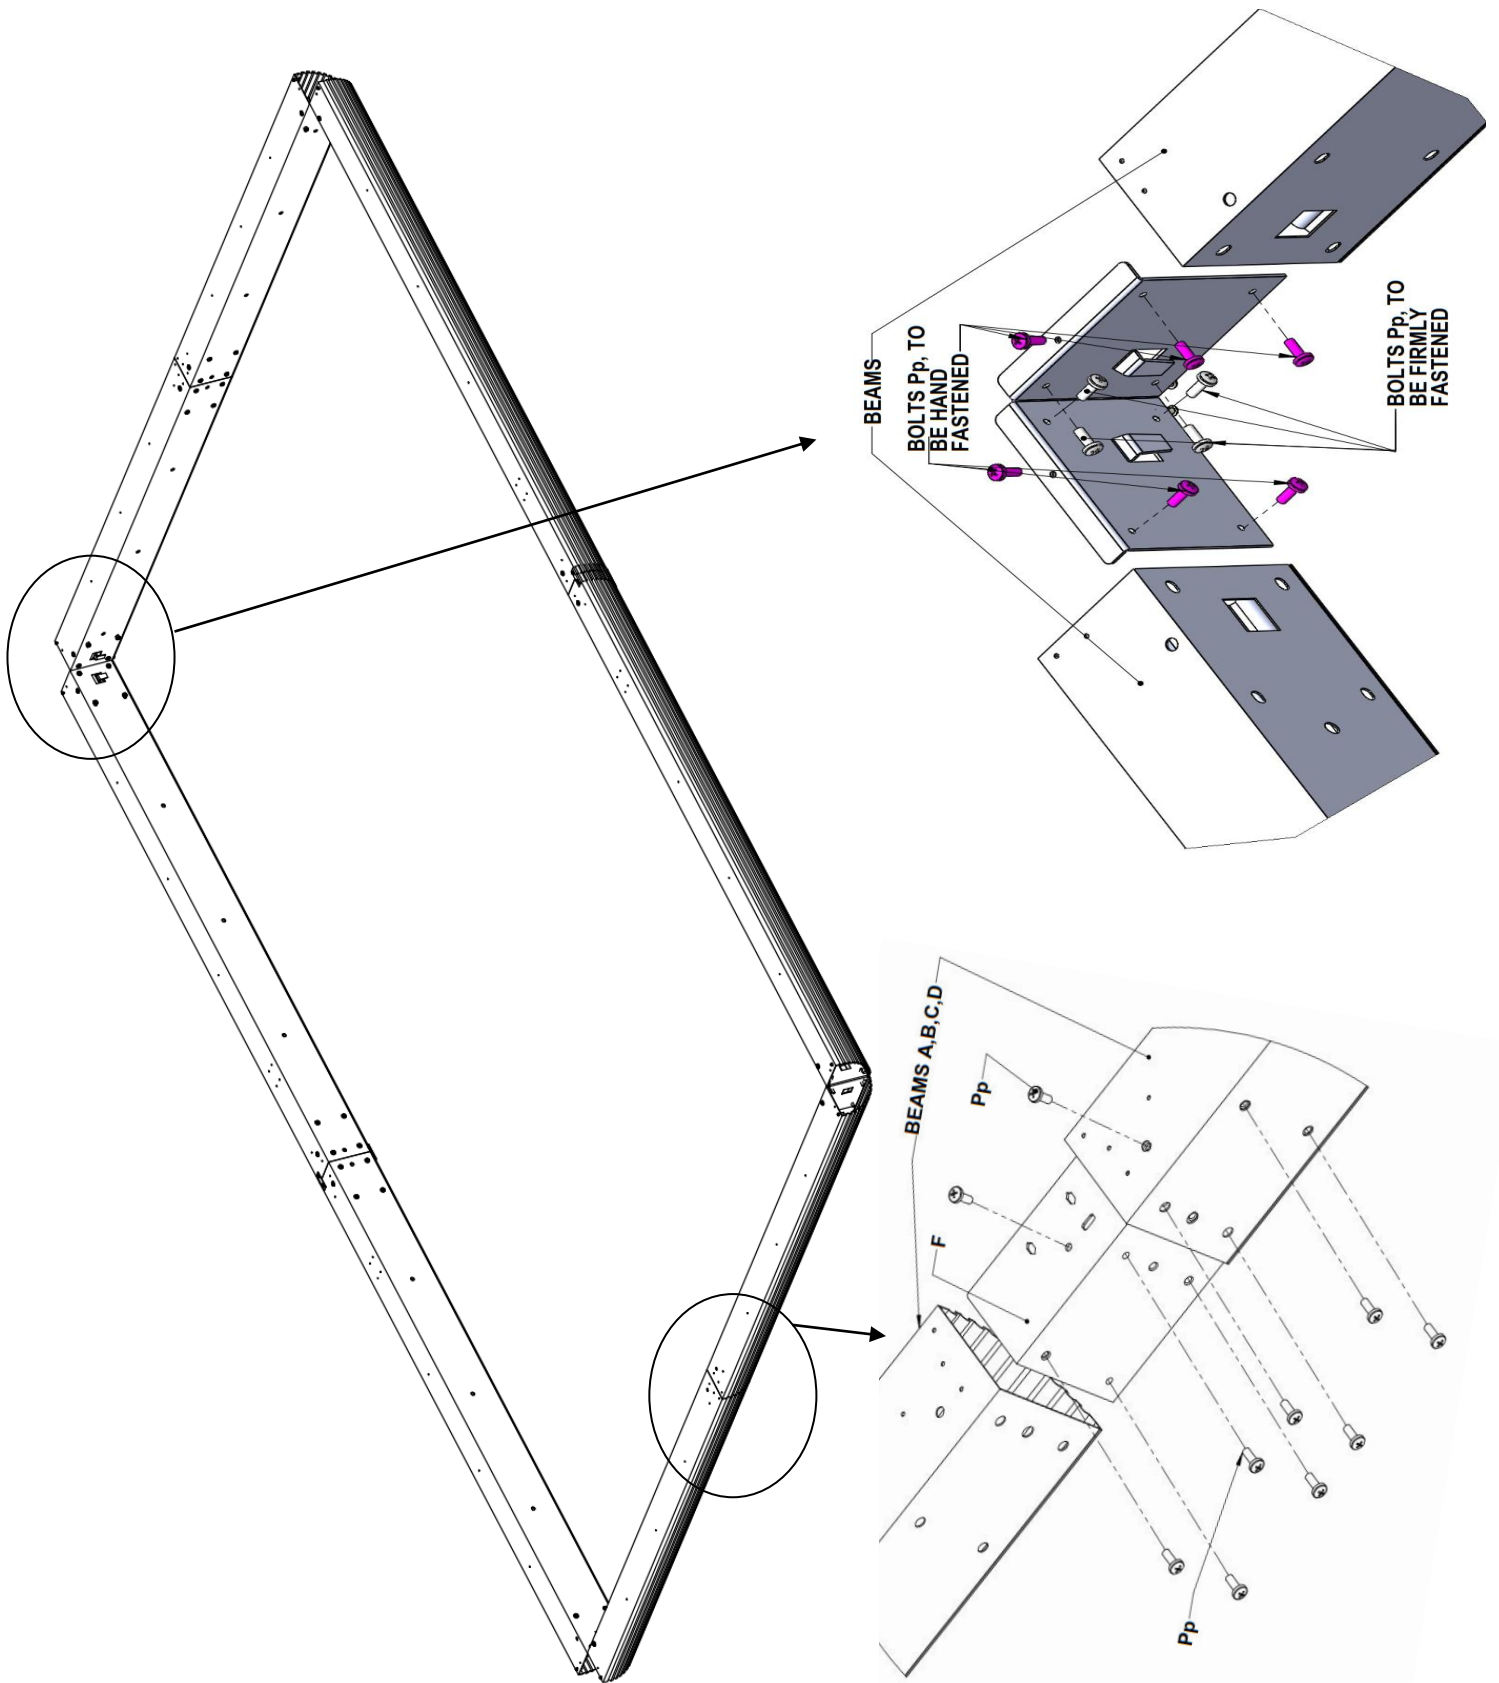 BEAMS
BOLTS Pp, TO
BE HAND
FASTENED
BOLTS Pp, TO
BE FIRMLY
FASTENED
BEAMS A,B,C,D
Pp
F
Pp